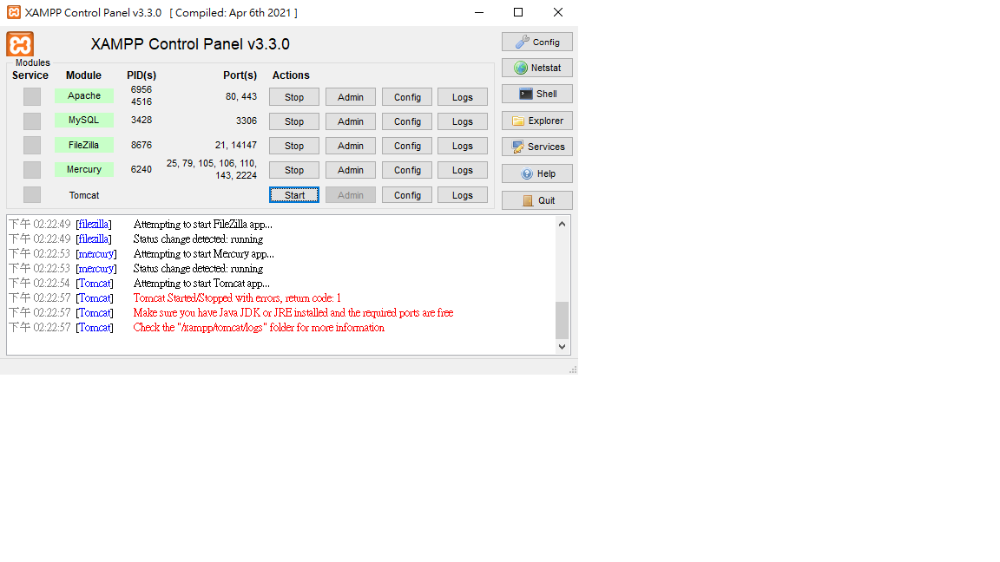 XAMPP Control Panel v3.3.0 [ Compiled: Apr 6th 2021 ]
XAMPP Control Panel v3.3.0
Config
Modules
Netstat
Service Module PID(s) Port(s) Actions
Apache 6956 4516 80, 443 Stop Admin Config Logs
Shell
MySQL 3428 3306 Stop Admin Config Logs
Explorer
FileZilla 8676 21, 14147 Stop Admin Config Logs
Services
Mercury 6240 25, 79, 105, 106, 110, 143, 2224 Stop Admin Config Logs
Help
Tomcat Start Admin Config Logs
Quit
下午 02:22:49 [filezilla] Attempting to start FileZilla app...
下午 02:22:49 [filezilla] Status change detected: running
下午 02:22:53 [mercury] Attempting to start Mercury app...
下午 02:22:53 [mercury] Status change detected: running
下午 02:22:54 [Tomcat] Attempting to start Tomcat app...
下午 02:22:57 [Tomcat] Tomcat Started/Stopped with errors, return code: 1
下午 02:22:57 [Tomcat] Make sure you have Java JDK or JRE installed and the required ports are free
下午 02:22:57 [Tomcat] Check the "/xampp/tomcat/logs" folder for more information